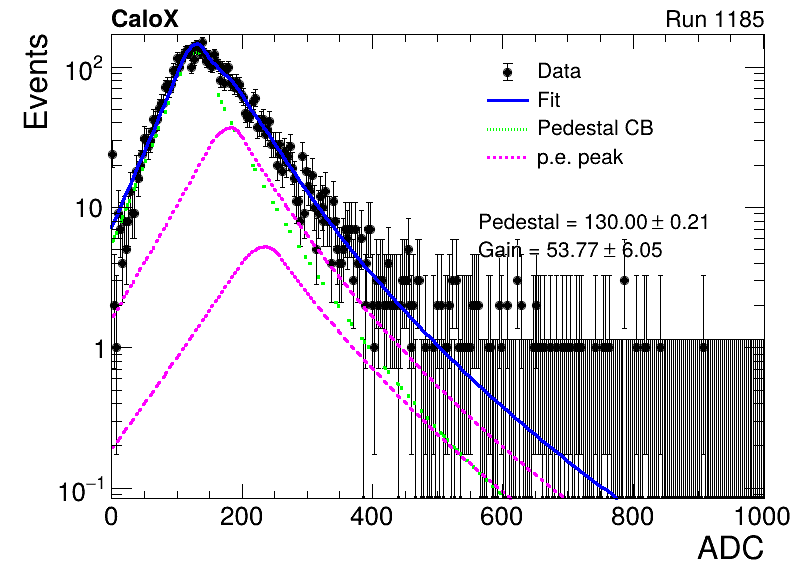 CaloX Run 1185
Events
Data
Fit
Pedestal CB
p.e. peak
Pedestal = 130.00 ± 0.21
Gain = 53.77 ± 6.05
10²
10
1
10⁻¹
0 200 400 600 800 1000
ADC